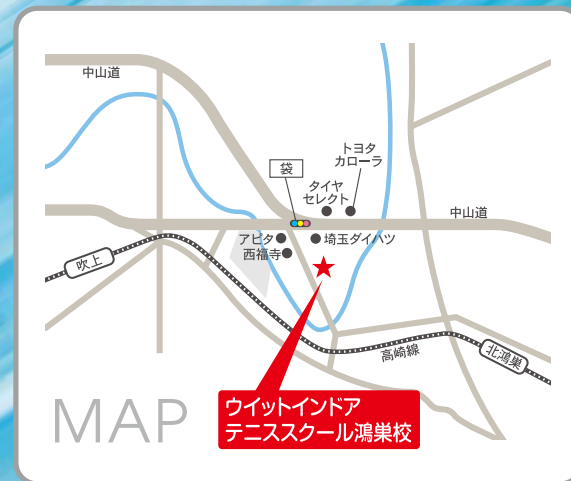 中山道
袋
トヨタ
カローラ
タイヤ
セレクト
中山道
アピタ
埼玉ダイハツ
西福寺
吹上
高崎線
北鴻巣
MAP
ウイットインドア
テニススクール鴻巣校